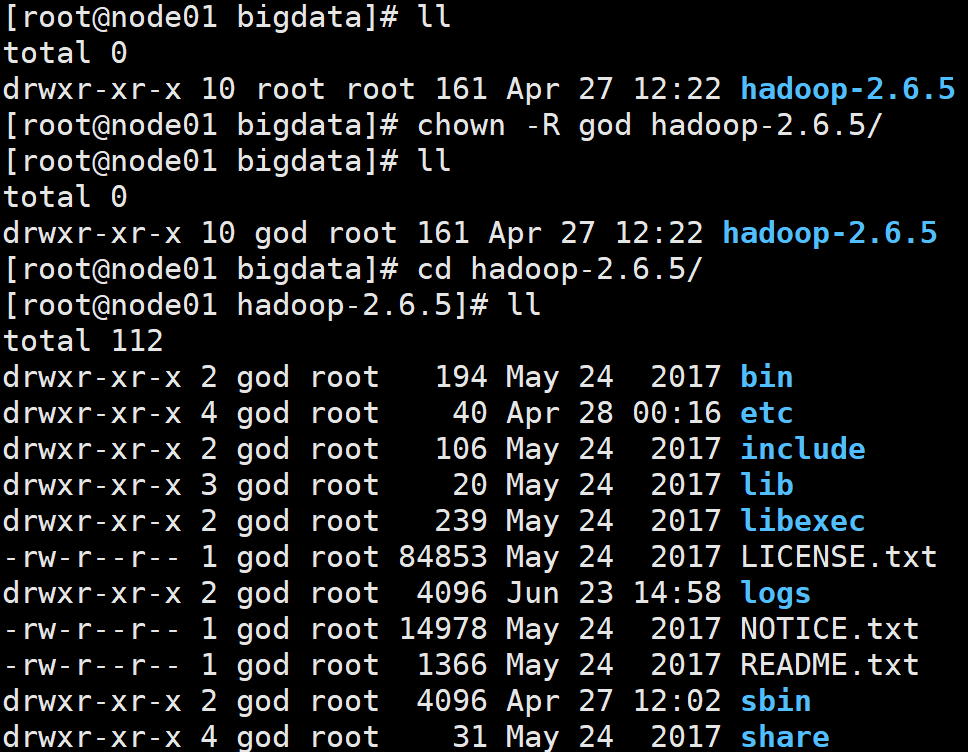 [root@node01 bigdata]# ll
total 0
drwxr-xr-x 10 root root 161 Apr 27 12:22 hadoop-2.6.5
[root@node01 bigdata]# chown -R god hadoop-2.6.5/
[root@node01 bigdata]# ll
total 0
drwxr-xr-x 10 god root 161 Apr 27 12:22 hadoop-2.6.5
[root@node01 bigdata]# cd hadoop-2.6.5/
[root@node01 hadoop-2.6.5]# ll
total 112
drwxr-xr-x 2 god root   194 May 24  2017 bin
drwxr-xr-x 4 god root    40 Apr 28 00:16 etc
drwxr-xr-x 2 god root   106 May 24  2017 include
drwxr-xr-x 3 god root    20 May 24  2017 lib
drwxr-xr-x 2 god root   239 May 24  2017 libexec
-rw-r--r-- 1 god root 84853 May 24  2017 LICENSE.txt
drwxr-xr-x 2 god root  4096 Jun 23 14:58 logs
-rw-r--r-- 1 god root 14978 May 24  2017 NOTICE.txt
-rw-r--r-- 1 god root  1366 May 24  2017 README.txt
drwxr-xr-x 2 god root  4096 Apr 27 12:02 sbin
drwxr-xr-x 4 god root    31 May 24  2017 share